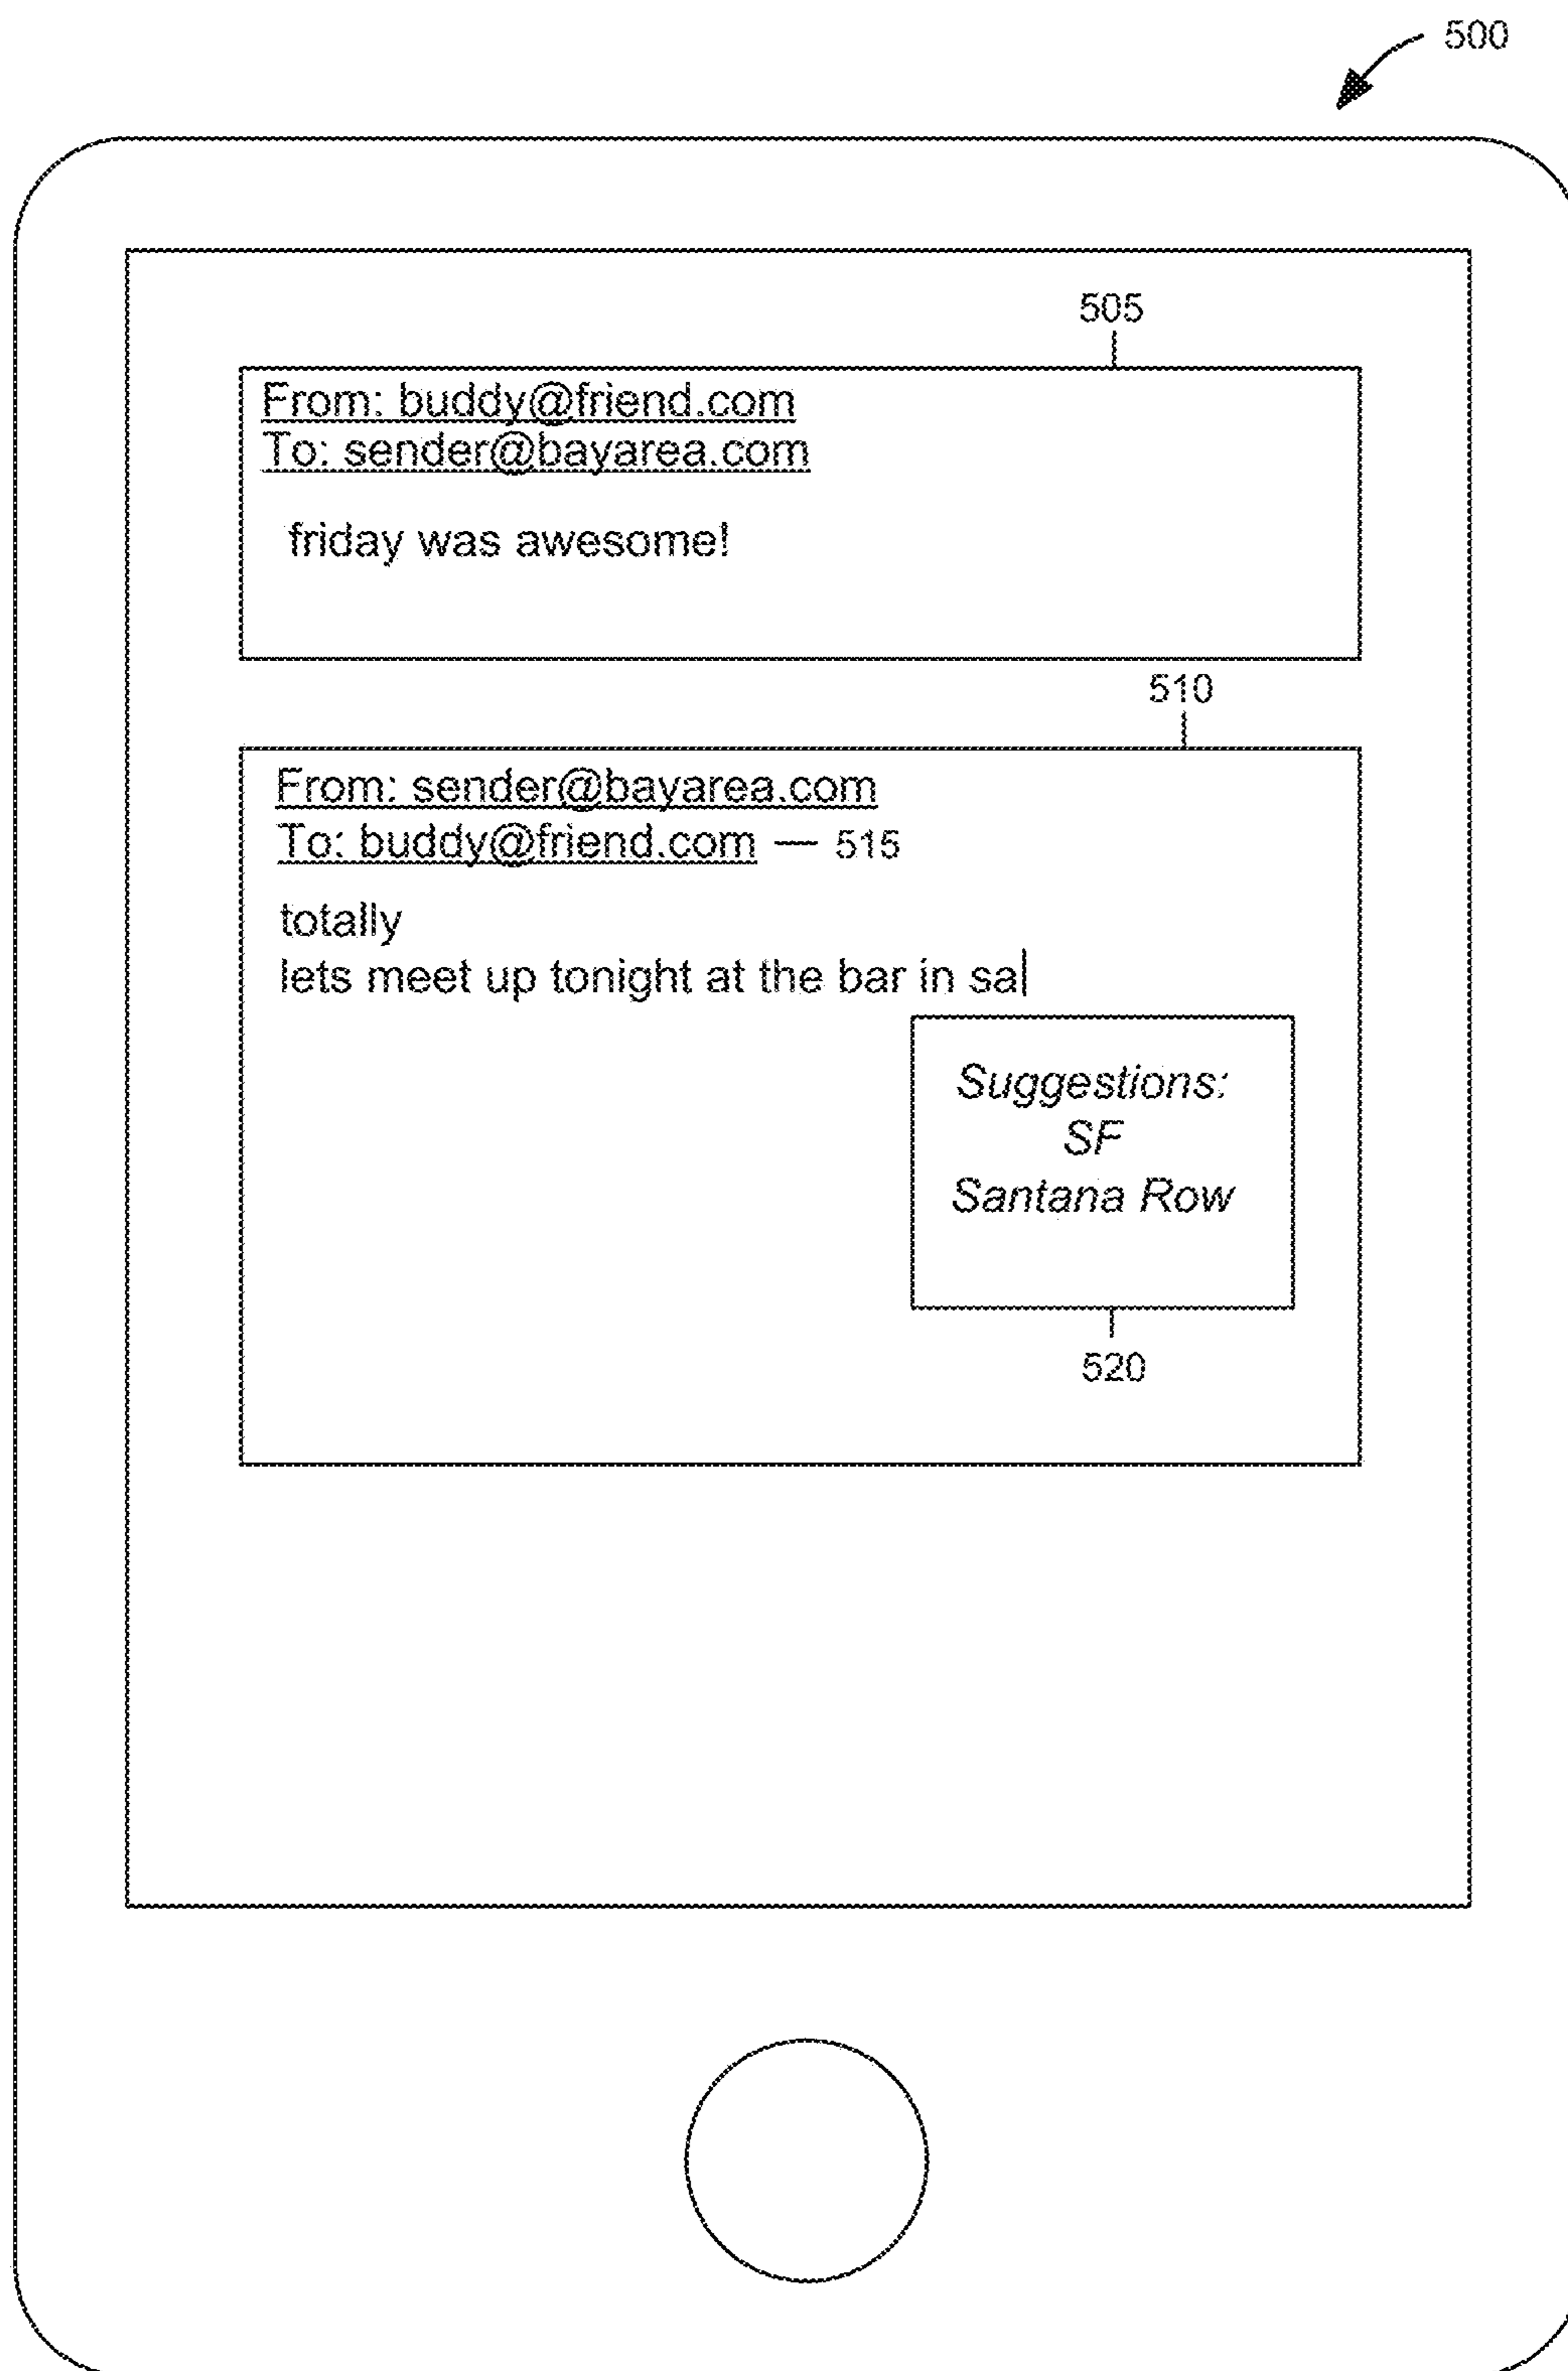 500
505
From: buddy@friend.com
To: sender@bayarea.com
friday was awesome!
510
From: sender@bayarea.com
To: buddy@friend.com — 515
totally
lets meet up tonight at the bar in sa
Suggestions:
SF
Santana Row
520